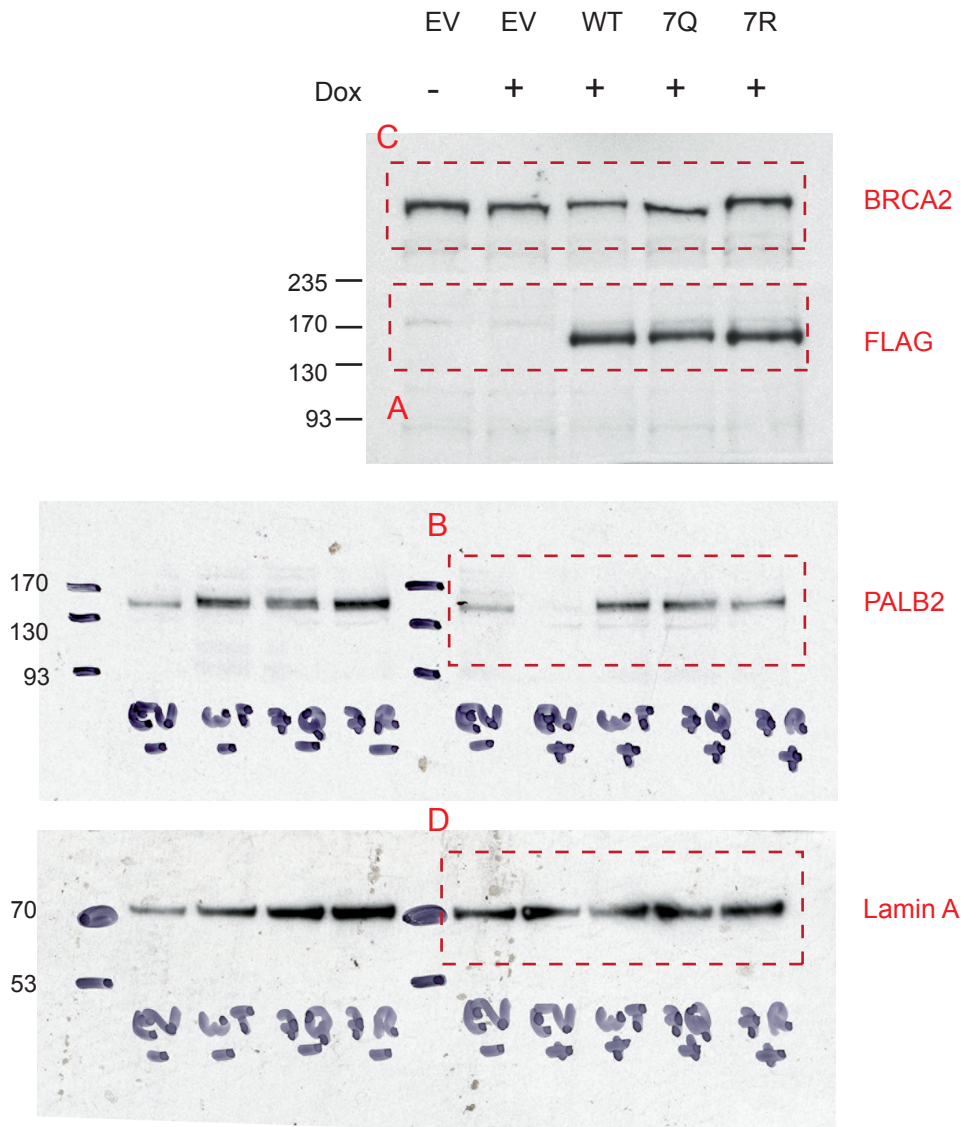 EV EV WT 7Q 7R
Dox - + + + +
C
BRCA2
235
170
FLAG
130
A
93
B
170
PALB2
130
93
EV WT 7Q 7R EV EV WT 7Q 7R
- - - - - + + + +
D
70
Lamin A
53
EV WT 7Q 7R EV EV WT 7Q 7R
- - - - - + + + +